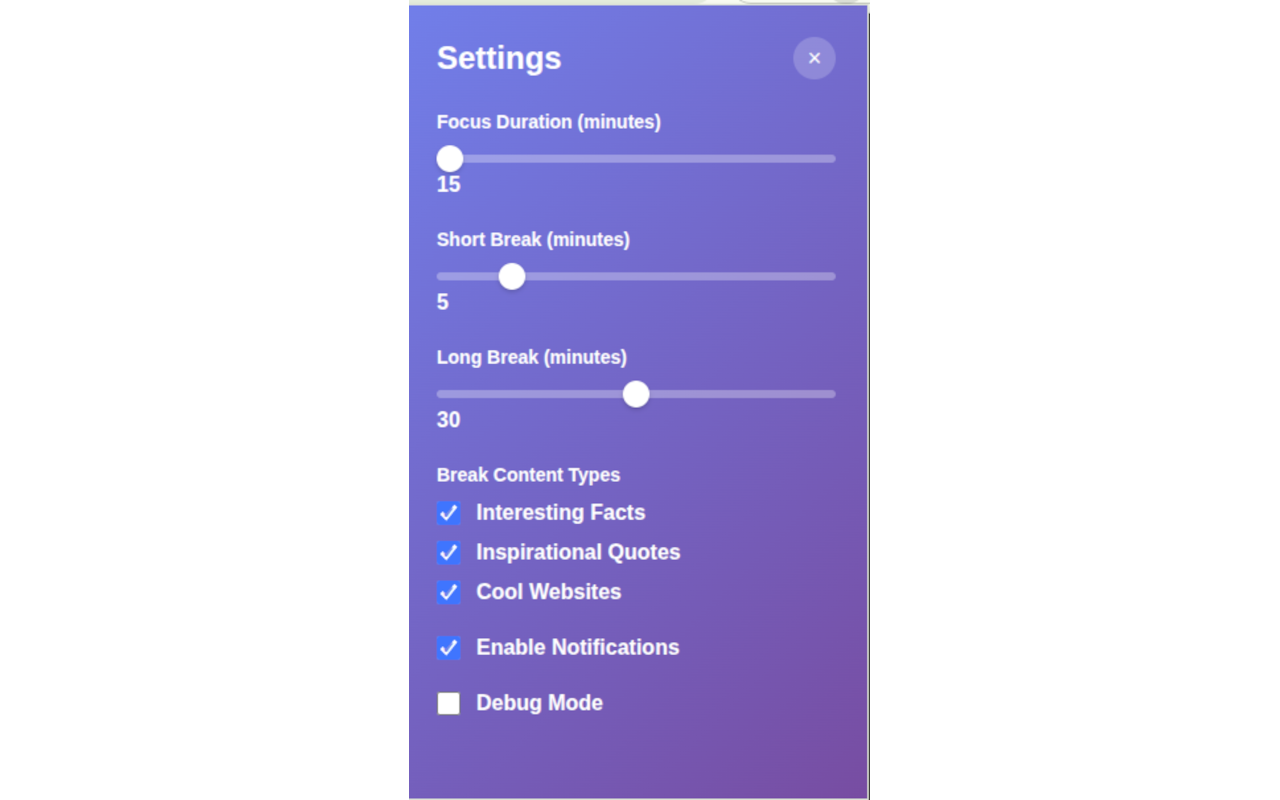 Settings
×
Focus Duration (minutes)
15
Short Break (minutes)
5
Long Break (minutes)
30
Break Content Types
Interesting Facts
Inspirational Quotes
Cool Websites
Enable Notifications
Debug Mode